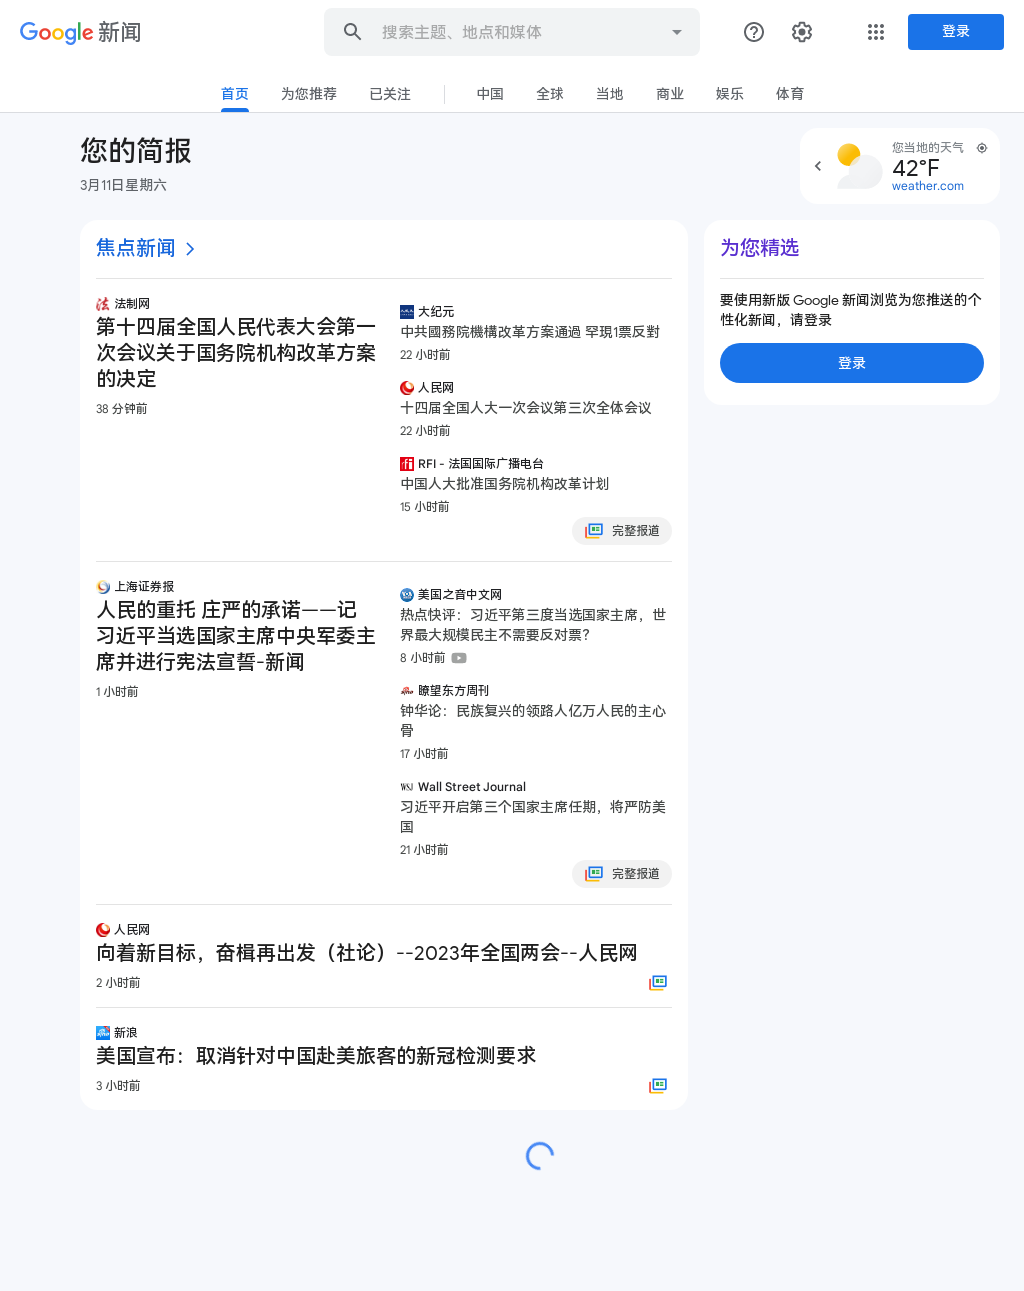 Google 新闻
搜索主题、地点和媒体
登录
首页
为您推荐
已关注
中国
全球
当地
商业
娱乐
体育
您的简报
3月11日星期六
您当地的天气
42°F
weather.com
焦点新闻
法制网
第十四届全国人民代表大会第一
次会议关于国务院机构改革方案
的决定
38 分钟前
大纪元
中共國務院機構改革方案通過 罕現1票反對
22 小时前
人民网
十四届全国人大一次会议第三次全体会议
22 小时前
RFI - 法国国际广播电台
中国人大批准国务院机构改革计划
15 小时前
完整报道
上海证券报
人民的重托 庄严的承诺——记
习近平当选国家主席中央军委主
席并进行宪法宣誓-新闻
1 小时前
美国之音中文网
热点快评：习近平第三度当选国家主席，世
界最大规模民主不需要反对票？
8 小时前
瞭望东方周刊
钟华论：民族复兴的领路人亿万人民的主心
骨
17 小时前
WSJ Wall Street Journal
习近平开启第三个国家主席任期，将严防美
国
21 小时前
完整报道
人民网
向着新目标，奋楫再出发（社论）--2023年全国两会--人民网
2 小时前
新浪
美国宣布：取消针对中国赴美旅客的新冠检测要求
3 小时前
为您精选
要使用新版 Google 新闻浏览为您推送的个
性化新闻，请登录
登录